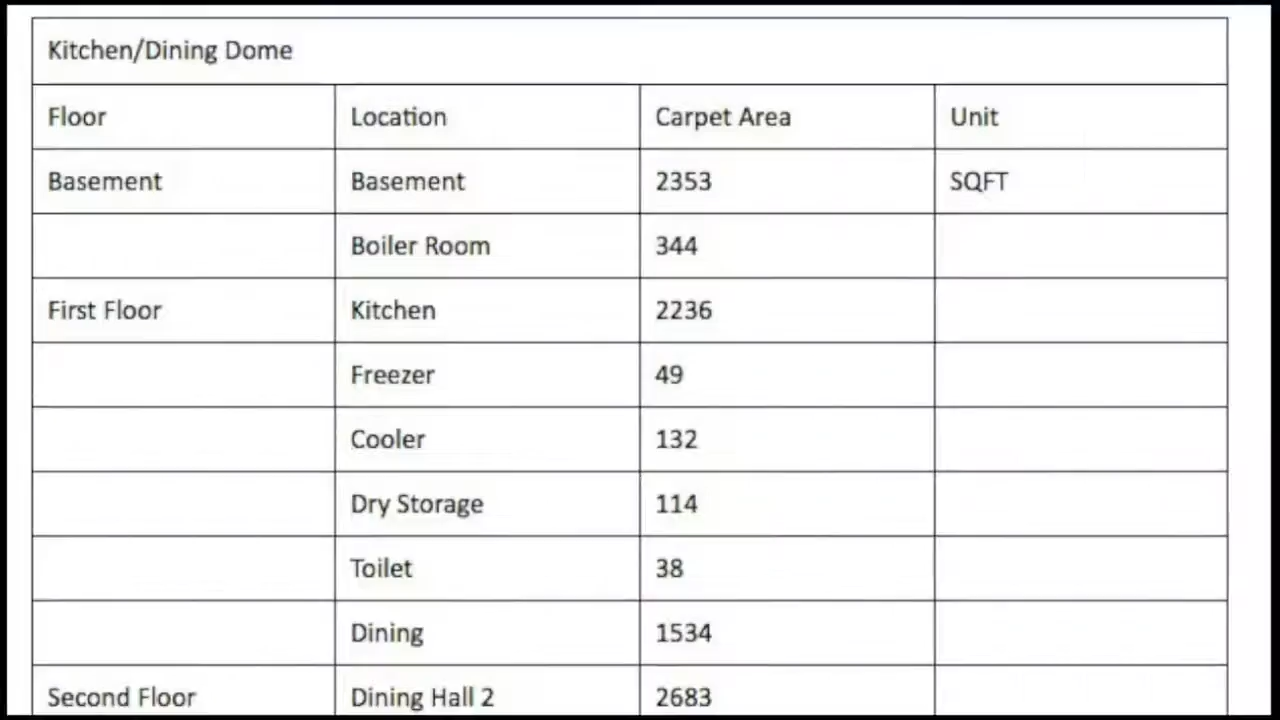 Kitchen/Dining Dome
Floor Location Carpet Area Unit
Basement Basement 2353 SQFT
Boiler Room 344
First Floor Kitchen 2236
Freezer 49
Cooler 132
Dry Storage 114
Toilet 38
Dining 1534
Second Floor Dining Hall 2 2683